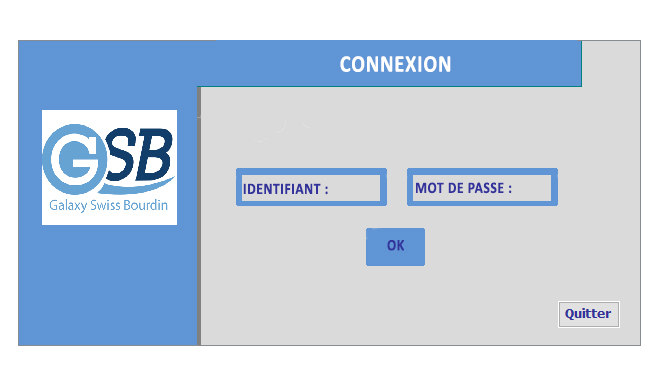 CONNEXION
GSB
Galaxy Swiss Bourdin
IDENTIFIANT :
MOT DE PASSE :
OK
Quitter